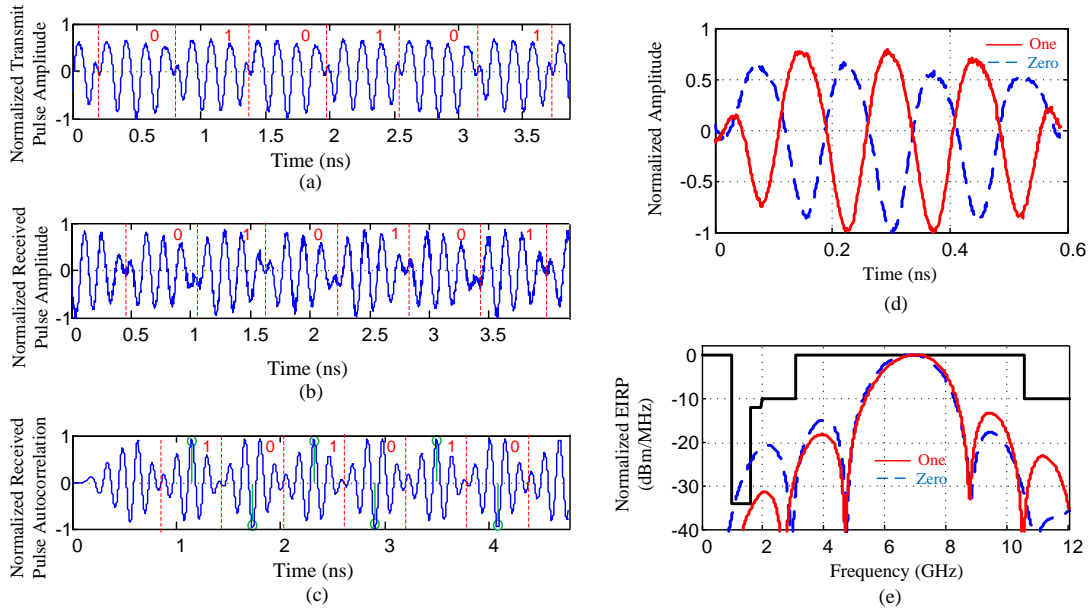 Normalized Transmit
Pulse Amplitude
1
0
-1
0 1 0 1 0 1
0 0.5 1 1.5 2 2.5 3 3.5
Time (ns)
(a)
Normalized Received
Pulse Amplitude
1
0
-1
0 1 0 1 0 1
0 0.5 1 1.5 2 2.5 3 3.5
Time (ns)
(b)
Normalized Received
Pulse Autocorrelation
1
0
-1
1 0 1 0 1 0
0 1 2 3 4
Time (ns)
(c)
Normalized Amplitude
1
0.5
0
-0.5
-1
One
Zero
0 0.2 0.4 0.6
Time (ns)
(d)
Normalized EIRP
(dBm/MHz)
0
-10
-20
-30
-40
One
Zero
0 2 4 6 8 10 12
Frequency (GHz)
(e)